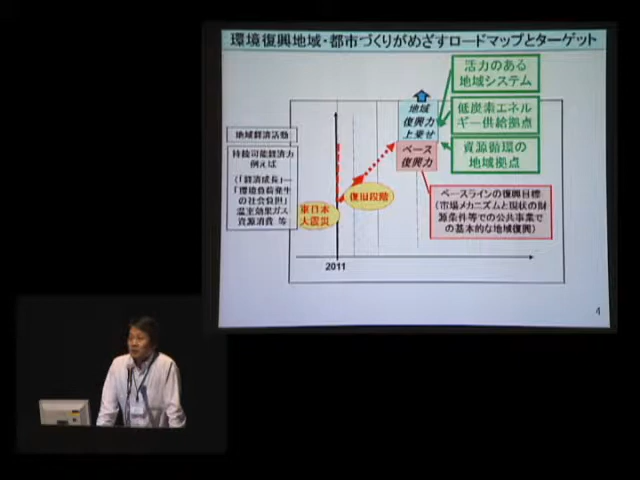 環境復興地域・都市づくりがめざすロードマップとターゲット
活力のある
地域システム
低炭素エネル
ギー供給拠点
資源循環の
地域拠点
地域
復興力
上乗せ
ベース
復興力
地域経済活動
持続可能経済力
例えば
(「経済成長」―
「環境負荷発生
の社会負担」
温室効果ガス
資源消費 等
復旧段階
東日本
大震災
ベースラインの復興目標
(市場メカニズムと現状の財
源条件等での公共事業で
の基本的な地域復興)
2011
4